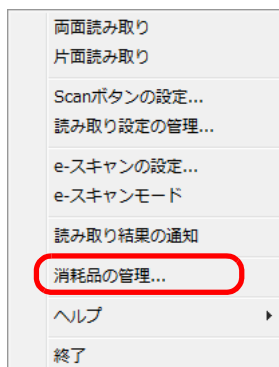 両面読み取り
片面読み取り
Scanボタンの設定...
読み取り設定の管理...
e-スキャンの設定...
e-スキャンモード
読み取り結果の通知
消耗品の管理...
ヘルプ
終了